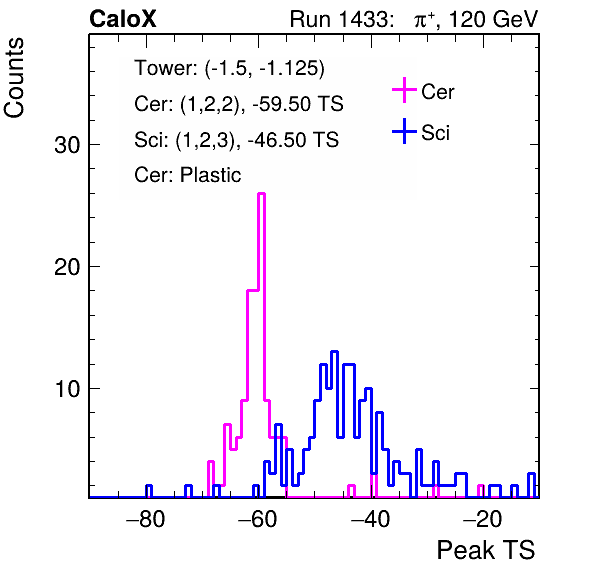 CaloX Run 1433: π⁺, 120 GeV
Counts
Tower: (-1.5, -1.125)
Cer: (1,2,2), -59.50 TS
Sci: (1,2,3), -46.50 TS
Cer: Plastic
Cer
Sci
30
20
10
−80 −60 −40 −20
Peak TS